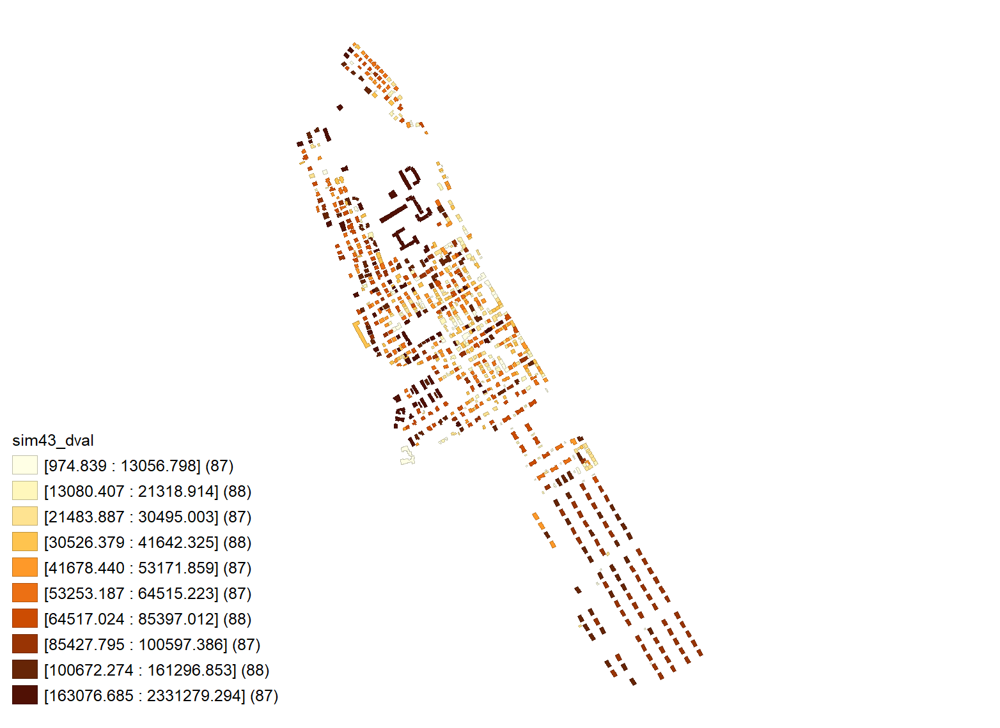 sim43_dval
[974.839 : 13056.798] (87)
[13080.407 : 21318.914] (88)
[21483.887 : 30495.003] (87)
[30526.379 : 41642.325] (88)
[41678.440 : 53171.859] (87)
[53253.187 : 64515.223] (87)
[64517.024 : 85397.012] (88)
[85427.795 : 100597.386] (87)
[100672.274 : 161296.853] (88)
[163076.685 : 2331279.294] (87)